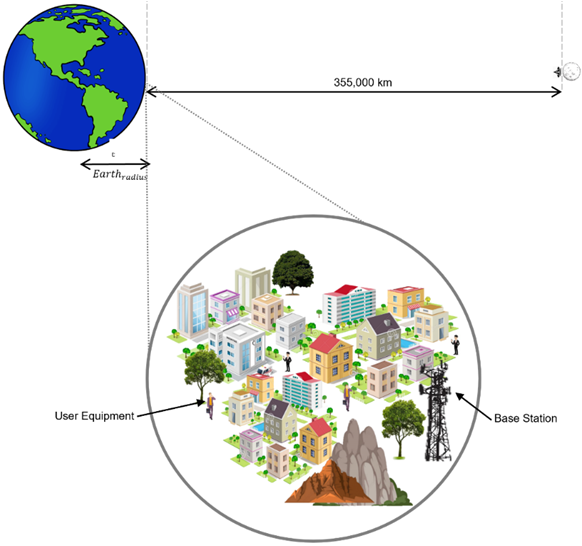 355,000 km
τ
Earth_radius
User Equipment
Base Station